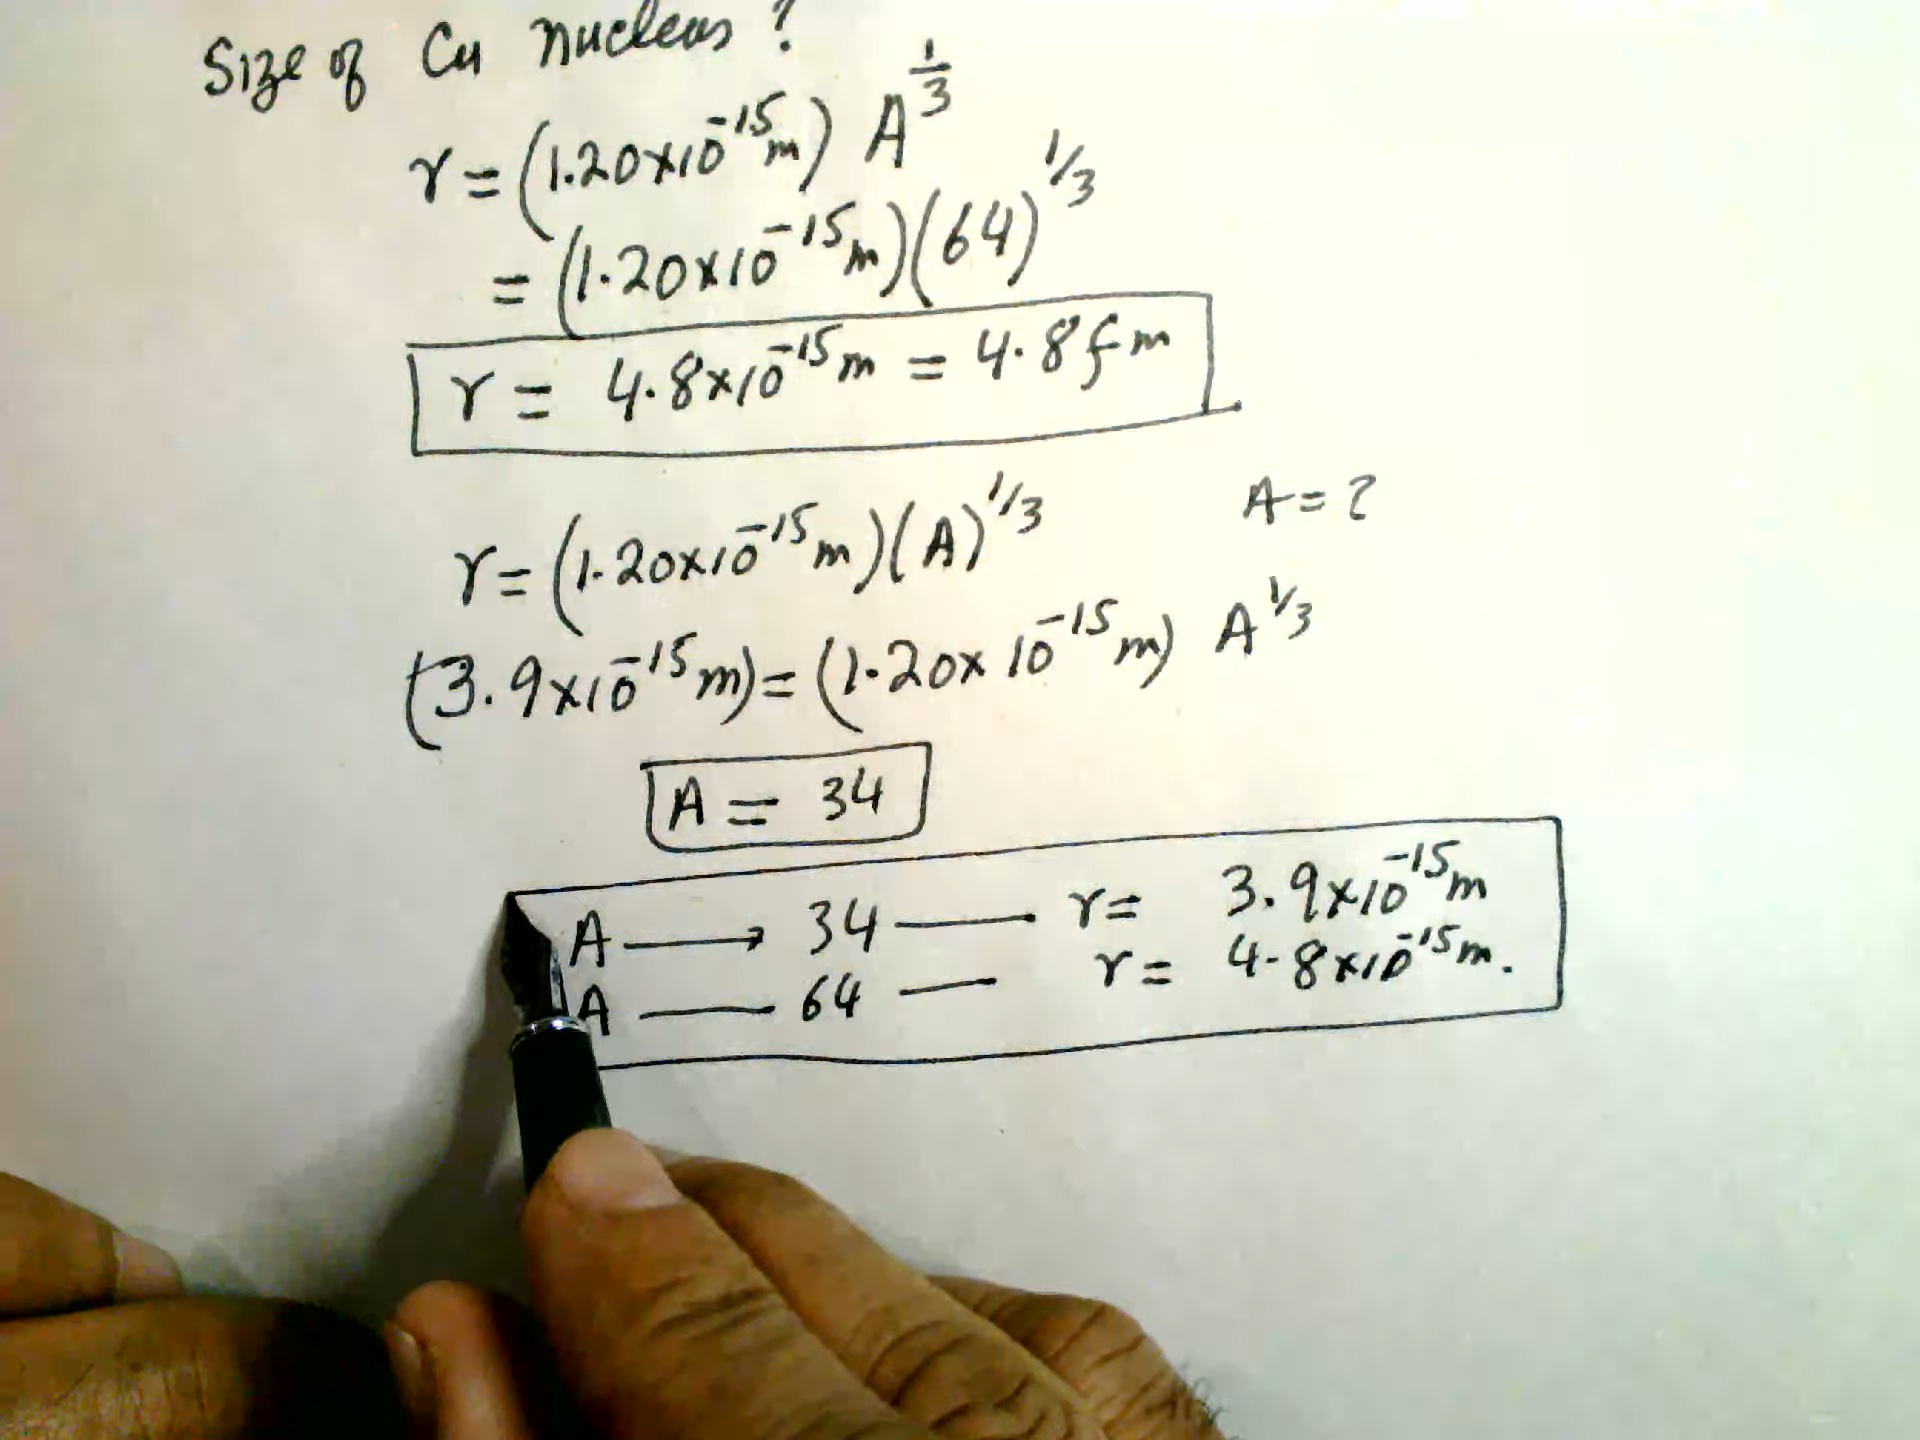 Size of Cu nucleus?
r = (1.20×10⁻¹⁵m) A^1/3
= (1.20×10⁻¹⁵m)(64)^1/3
r = 4.8×10⁻¹⁵m = 4.8fm
r = (1.20×10⁻¹⁵m)(A)^1/3 A = ?
(3.9×10⁻¹⁵m) = (1.20×10⁻¹⁵m) A^1/3
A = 34
A → 34 — r = 3.9×10⁻¹⁵m
A — 64 — r = 4.8×10⁻¹⁵m.